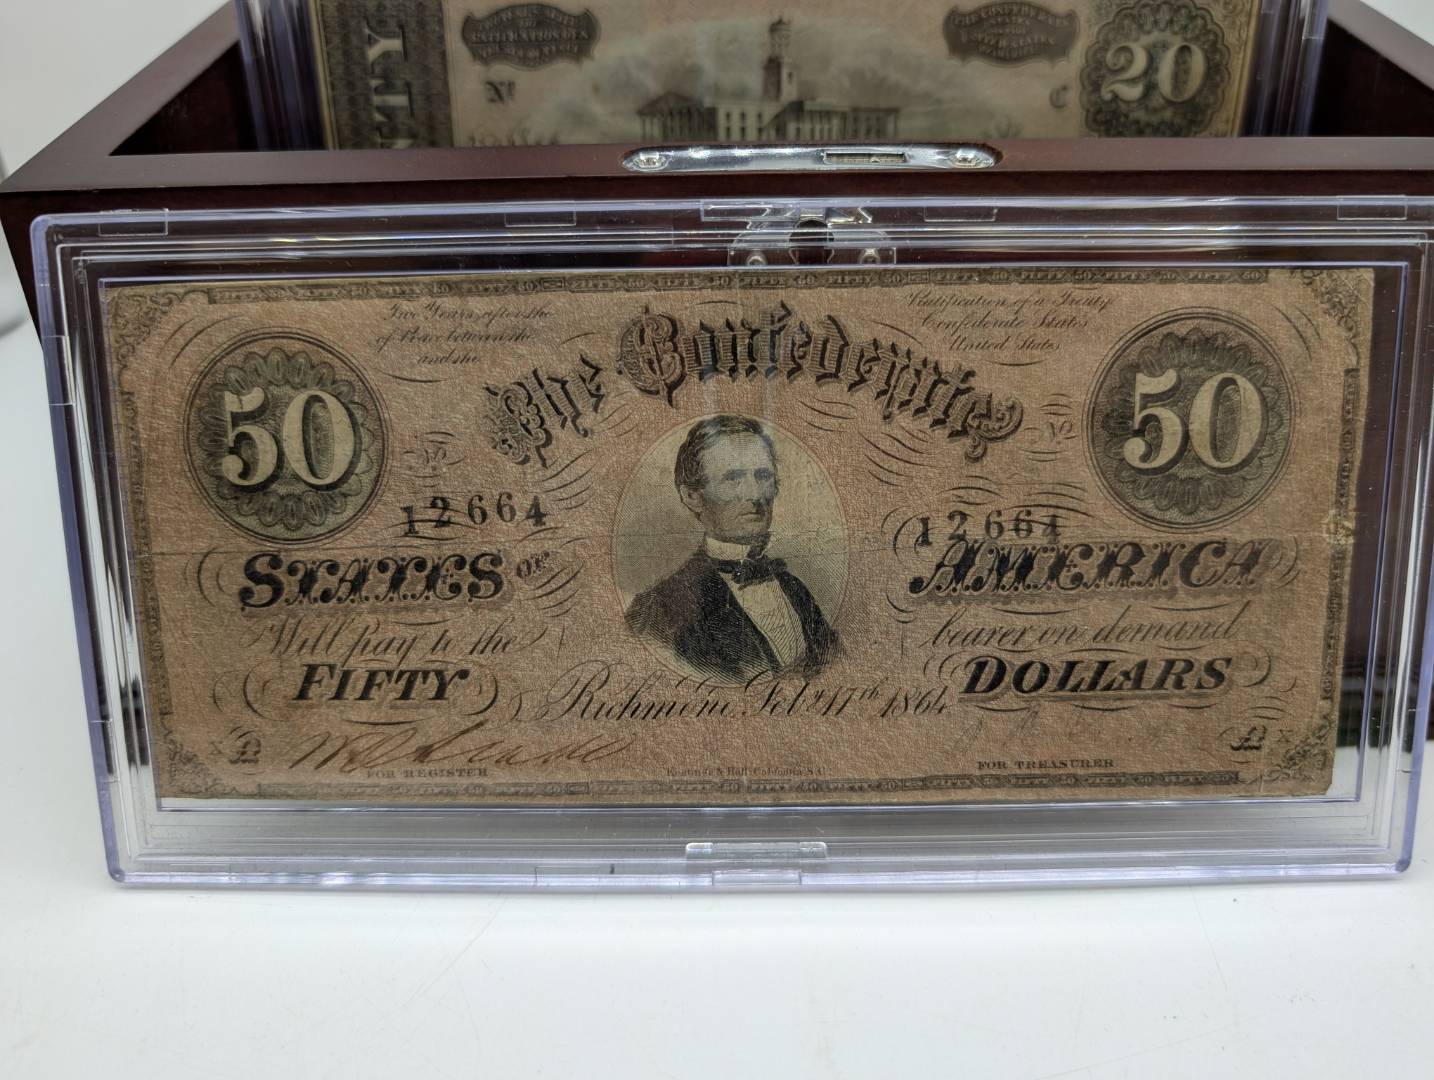 20
Nº
C
Two Years after the
of Peace between the
and the
Ratification of a Treaty
Confederate States
United States
The Confederate
50
50
Nº
Nº
12664
12664
STATES OF
AMERICA
Will pay to the
bearer on demand
FIFTY
DOLLARS
Richmond, Feby 17th 1864
X
X
FOR REGISTER
Keatinge & Ball, Columbia, S.C.
FOR TREASURER